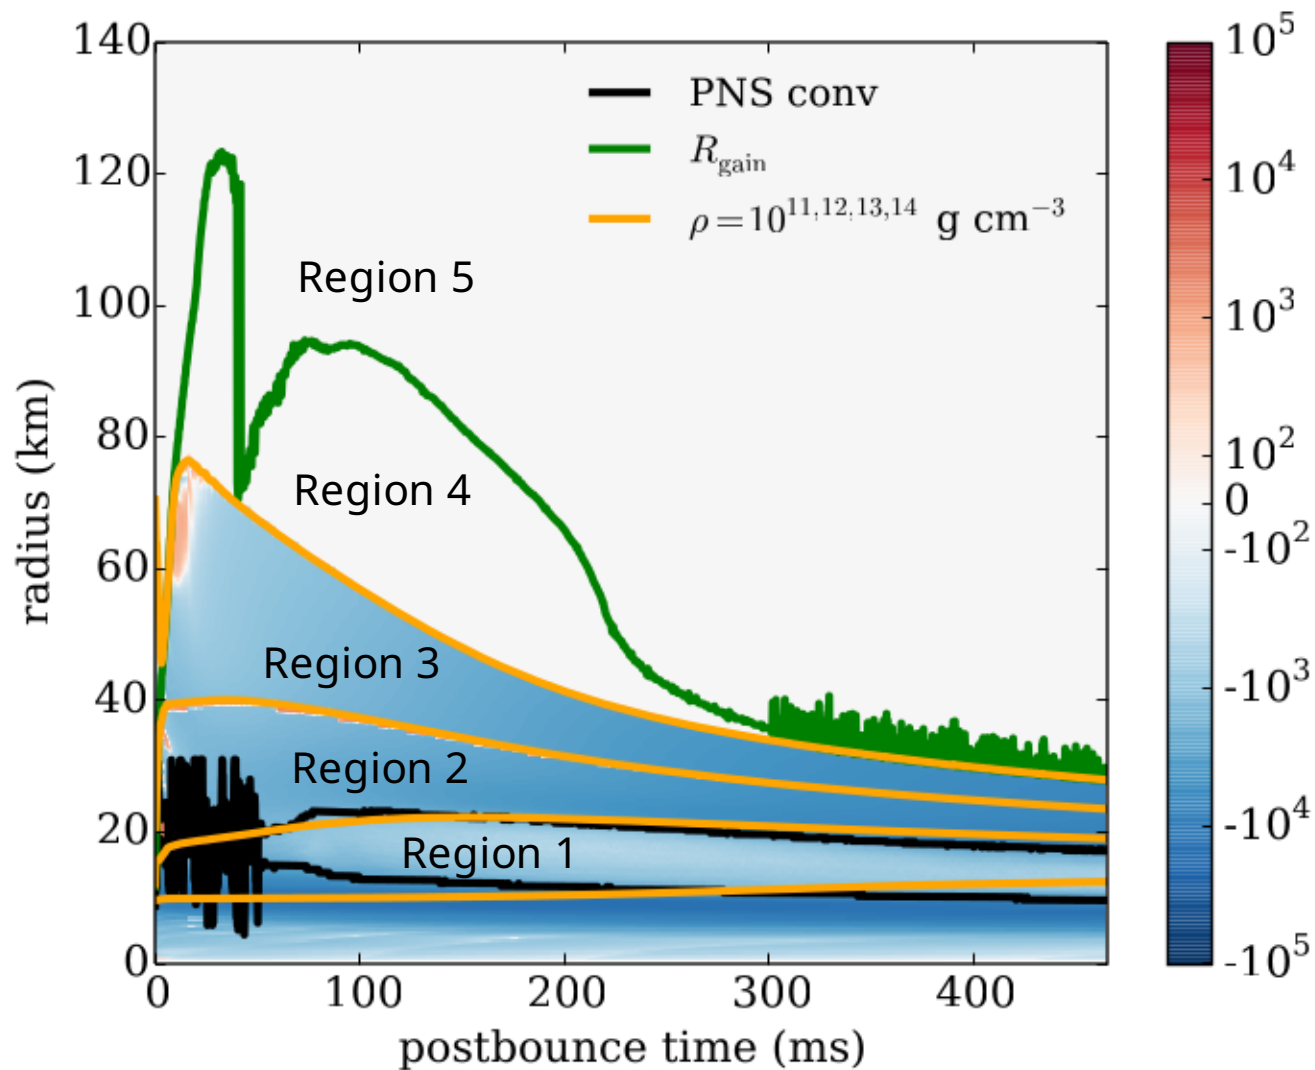 140
120
100
80
60
40
20
0
radius (km)
PNS conv
R_gain
ρ=10^{11,12,13,14} g cm^{-3}
Region 5
Region 4
Region 3
Region 2
Region 1
0 100 200 300 400
postbounce time (ms)
10^5
10^4
10^3
10^2
0
-10^2
-10^3
-10^4
-10^5